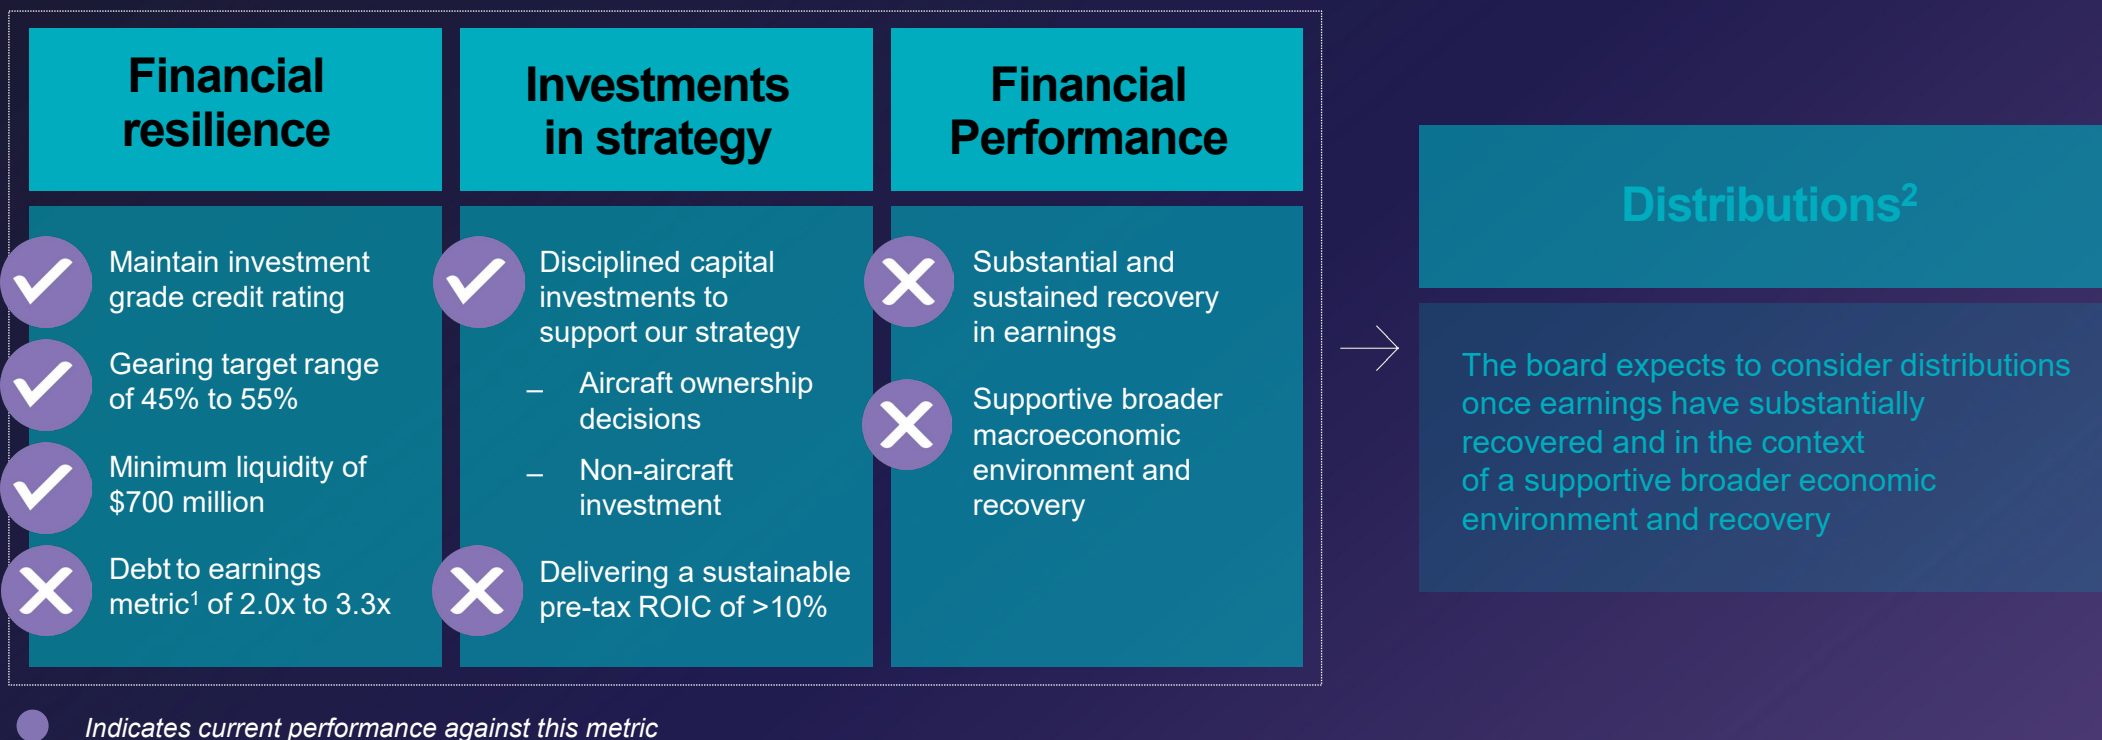 Financial
resilience
Maintain investment
grade credit rating
Gearing target range
of 45% to 55%
Minimum liquidity of
$700 million
Debt to earnings
metric¹ of 2.0x to 3.3x
Investments
in strategy
Disciplined capital
investments to
support our strategy
– Aircraft ownership
decisions
– Non-aircraft
investment
Delivering a sustainable
pre-tax ROIC of >10%
Financial
Performance
Substantial and
sustained recovery
in earnings
Supportive broader
macroeconomic
environment and
recovery
Distributions²
The board expects to consider distributions
once earnings have substantially
recovered and in the context
of a supportive broader economic
environment and recovery
Indicates current performance against this metric